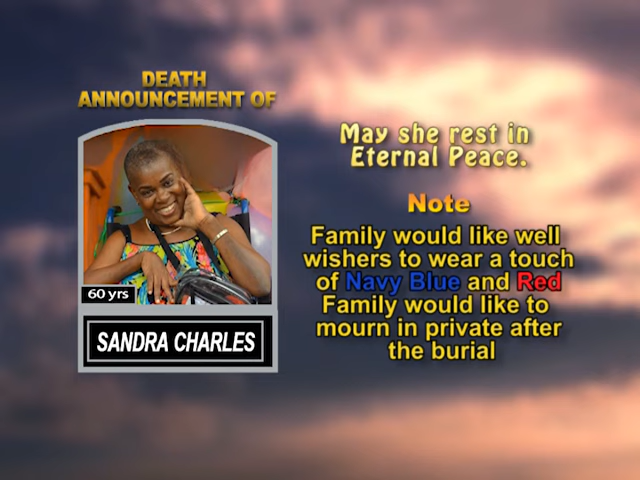 DEATH
ANNOUNCEMENT OF
60 yrs
SANDRA CHARLES
May she rest in
Eternal Peace.
Note
Family would like well
wishers to wear a touch
of Navy Blue and Red
Family would like to
mourn in private after
the burial